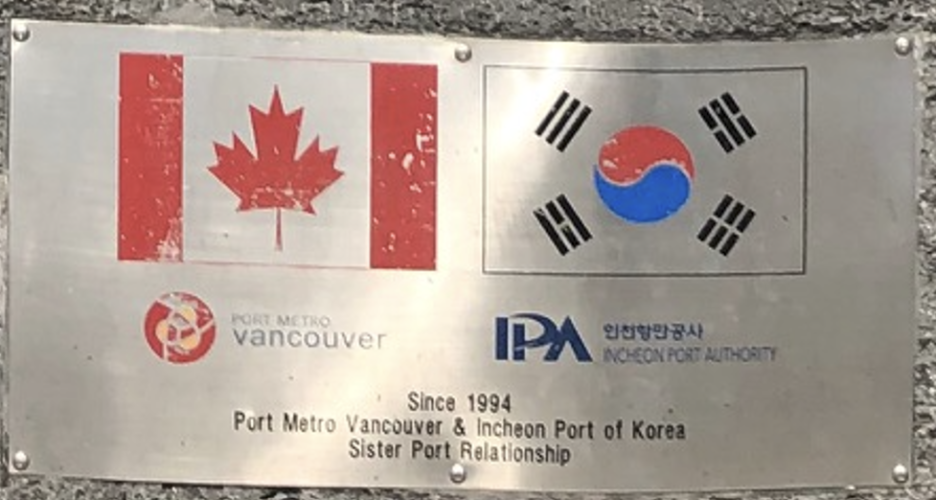 PORT METRO
vancouver
IPA 인천항만공사
INCHEON PORT AUTHORITY
Since 1994
Port Metro Vancouver & Incheon Port of Korea
Sister Port Relationship